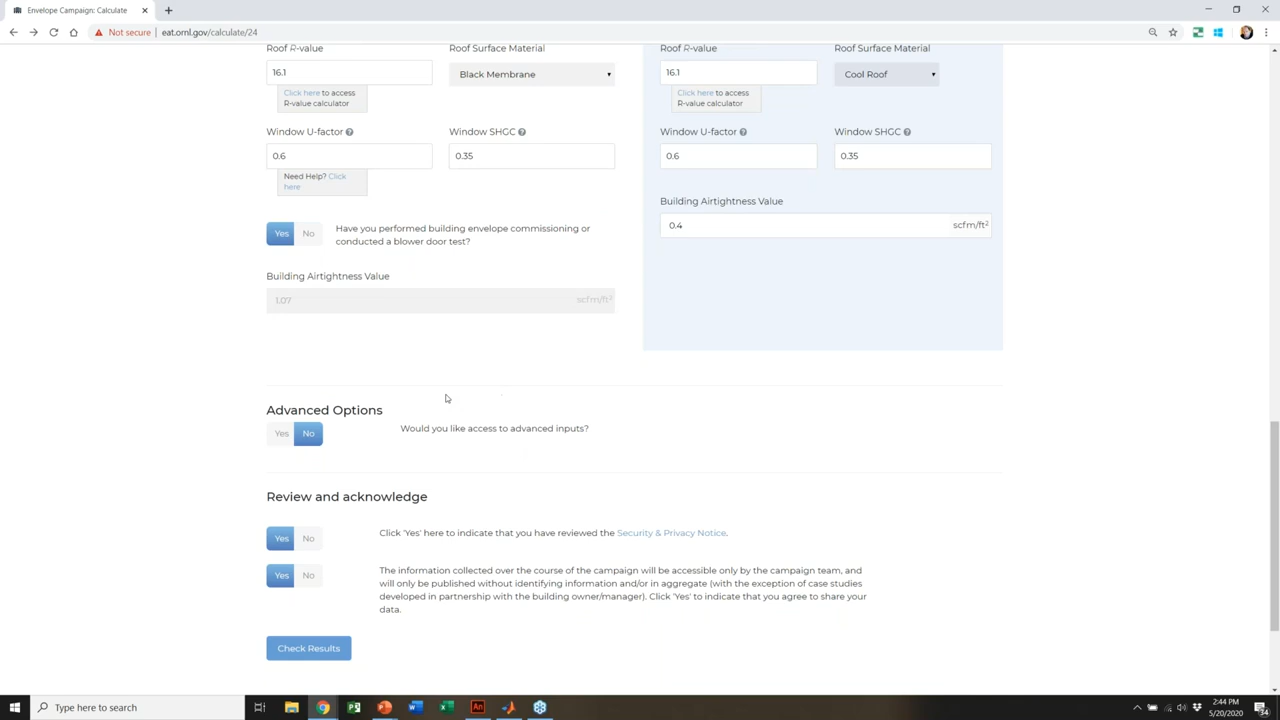 Envelope Campaign: Calculate
Not secure | eat.ornl.gov/calculate/24
Roof R-value
Roof Surface Material
16.1
Black Membrane
Click here to access
R-value calculator
Window U-factor
Window SHGC
0.6
0.35
Need Help? Click
here
Yes No
Have you performed building envelope commissioning or
conducted a blower door test?
Building Airtightness Value
1.07
scfm/ft²
Roof R-value
Roof Surface Material
16.1
Cool Roof
Click here to access
R-value calculator
Window U-factor
Window SHGC
0.6
0.35
Building Airtightness Value
0.4
scfm/ft²
Advanced Options
Yes No
Would you like access to advanced inputs?
Review and acknowledge
Yes No
Click 'Yes' here to indicate that you have reviewed the Security & Privacy Notice.
Yes No
The information collected over the course of the campaign will be accessible only by the campaign team, and
will only be published without identifying information and/or in aggregate (with the exception of case studies
developed in partnership with the building owner/manager). Click 'Yes' to indicate that you agree to share your
data.
Check Results
Type here to search
An
2:44 PM
5/20/2020
34